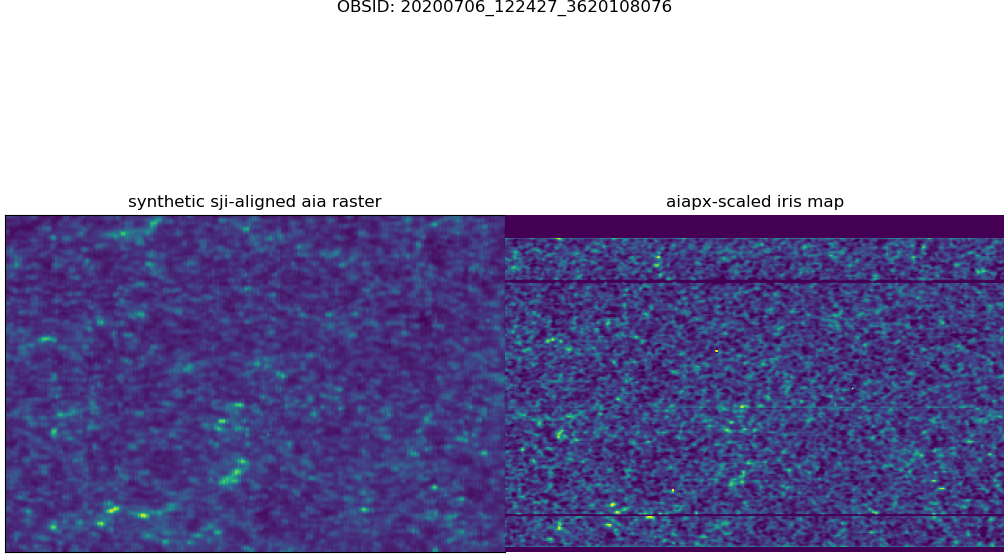 OBSID: 20200706_122427_3620108076
synthetic sji-aligned aia raster
aiapx-scaled iris map